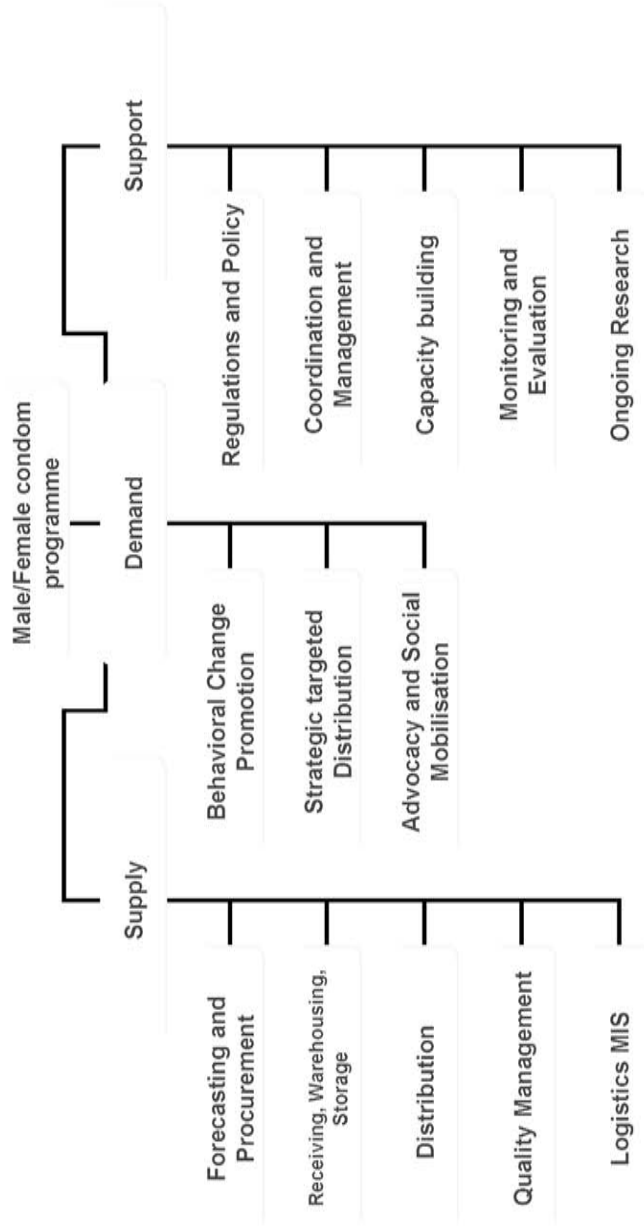 Male/Female condom
programme
Supply
Forecasting and
Procurement
Receiving, Warehousing,
Storage
Distribution
Quality Management
Logistics MIS
Demand
Behavioral Change
Promotion
Strategic targeted
Distribution
Advocacy and Social
Mobilisation
Support
Regulations and Policy
Coordination and
Management
Capacity building
Monitoring and
Evaluation
Ongoing Research